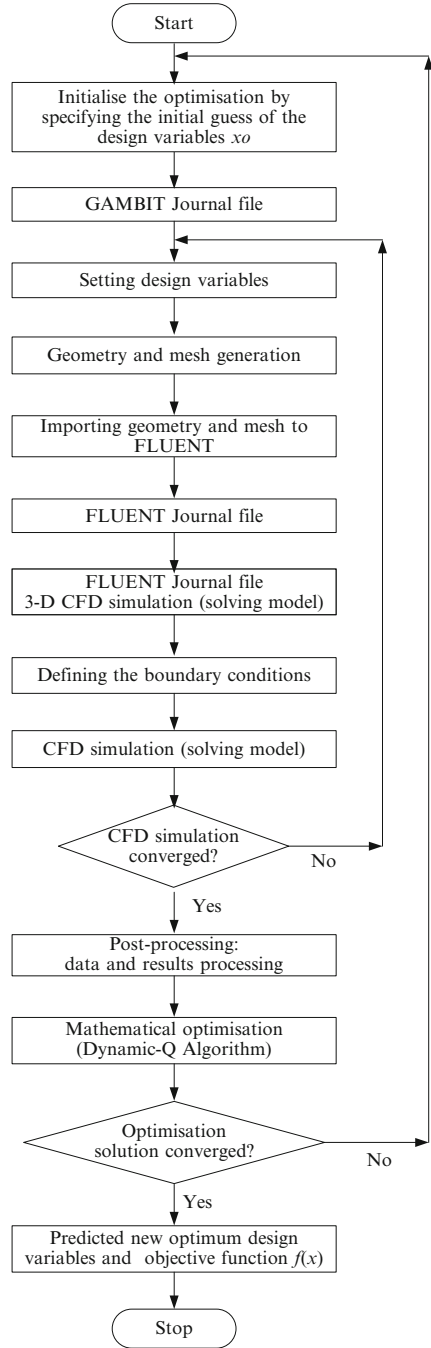 Start
Initialise the optimisation by
specifying the initial guess of the
design variables xo
GAMBIT Journal file
Setting design variables
Geometry and mesh generation
Importing geometry and mesh to
FLUENT
FLUENT Journal file
FLUENT Journal file
3-D CFD simulation (solving model)
Defining the boundary conditions
CFD simulation (solving model)
CFD simulation
converged?
No
Yes
Post-processing:
data and results processing
Mathematical optimisation
(Dynamic-Q Algorithm)
Optimisation
solution converged?
No
Yes
Predicted new optimum design
variables and objective function f(x)
Stop